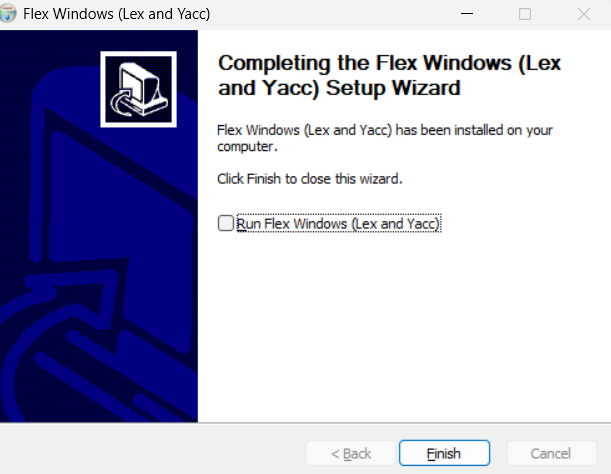 Flex Windows (Lex and Yacc)
Completing the Flex Windows (Lex
and Yacc) Setup Wizard
Flex Windows (Lex and Yacc) has been installed on your
computer.
Click Finish to close this wizard.
Run Flex Windows (Lex and Yacc)
< Back
Finish
Cancel